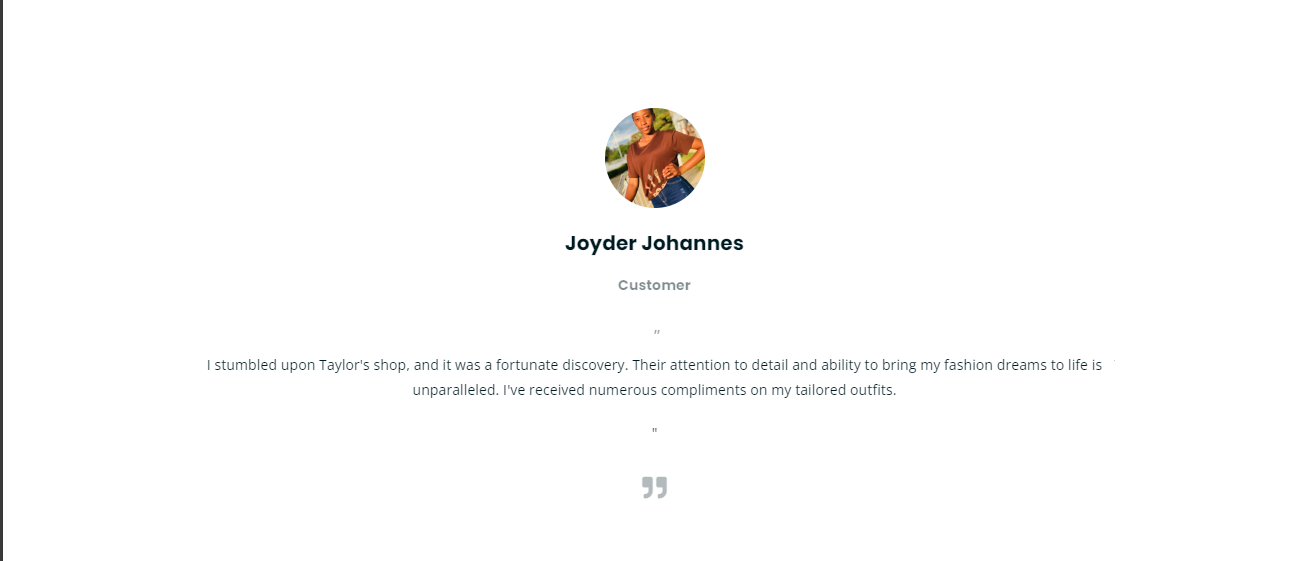 Joyder Johannes
Customer
"
I stumbled upon Taylor's shop, and it was a fortunate discovery. Their attention to detail and ability to bring my fashion dreams to life is
unparalleled. I've received numerous compliments on my tailored outfits.
"
”